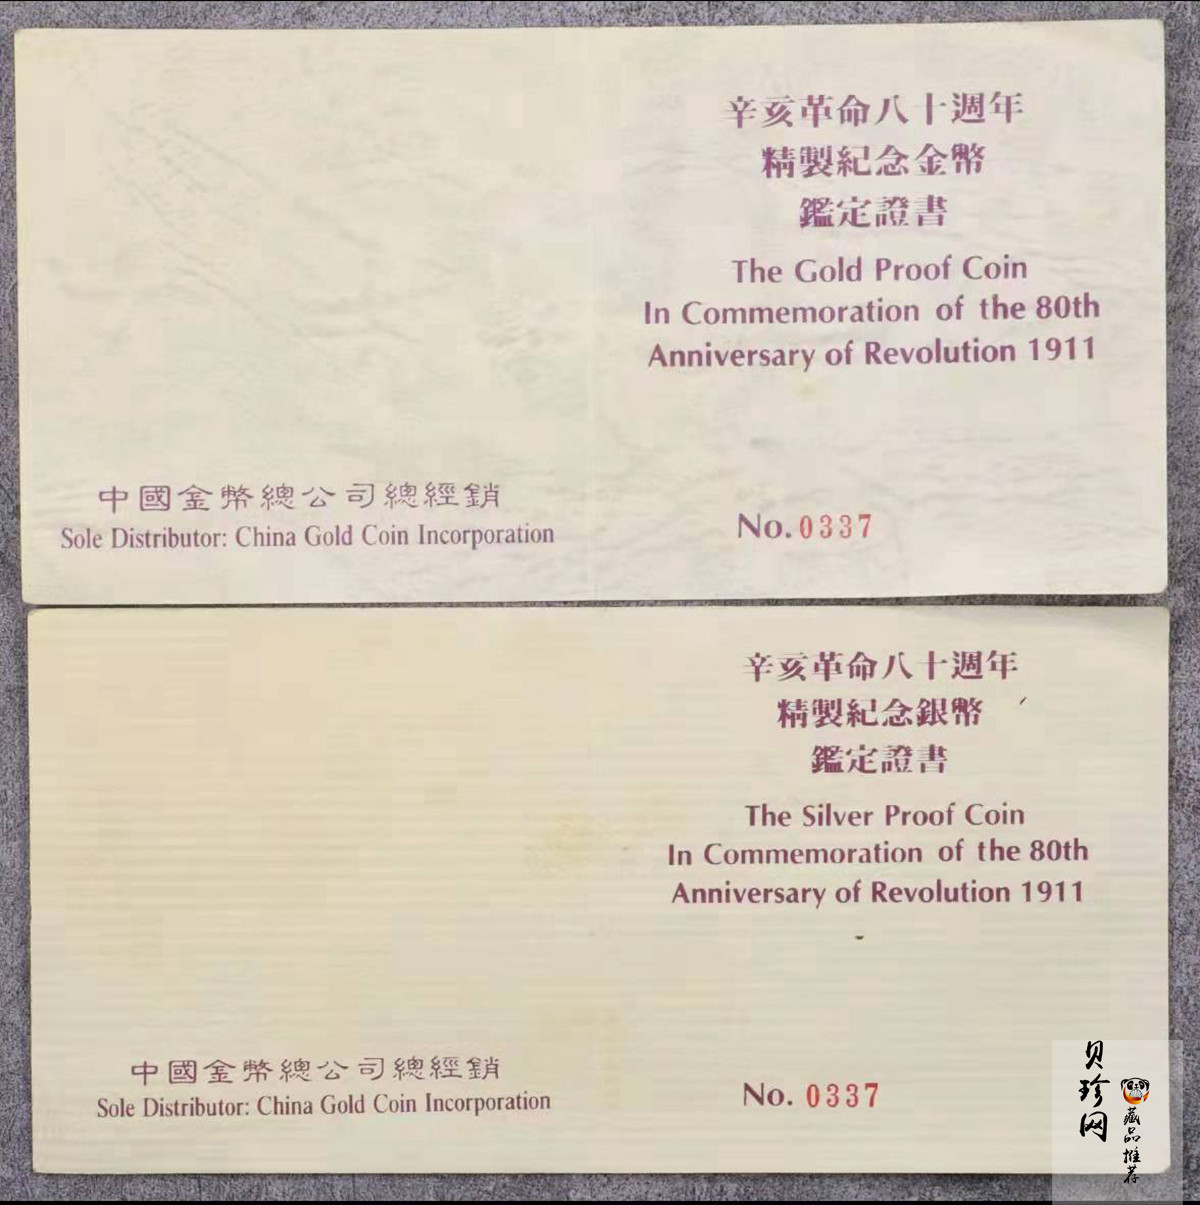 辛亥革命八十週年
精製紀念金幣
鑑定證書
The Gold Proof Coin
In Commemoration of the 80th
Anniversary of Revolution 1911
中國金幣總公司總經銷
Sole Distributor: China Gold Coin Incorporation
No. 0337
辛亥革命八十週年
精製紀念銀幣
鑑定證書
The Silver Proof Coin
In Commemoration of the 80th
Anniversary of Revolution 1911
中國金幣總公司總經銷
Sole Distributor: China Gold Coin Incorporation
No. 0337
贝珍网
藏品推荐